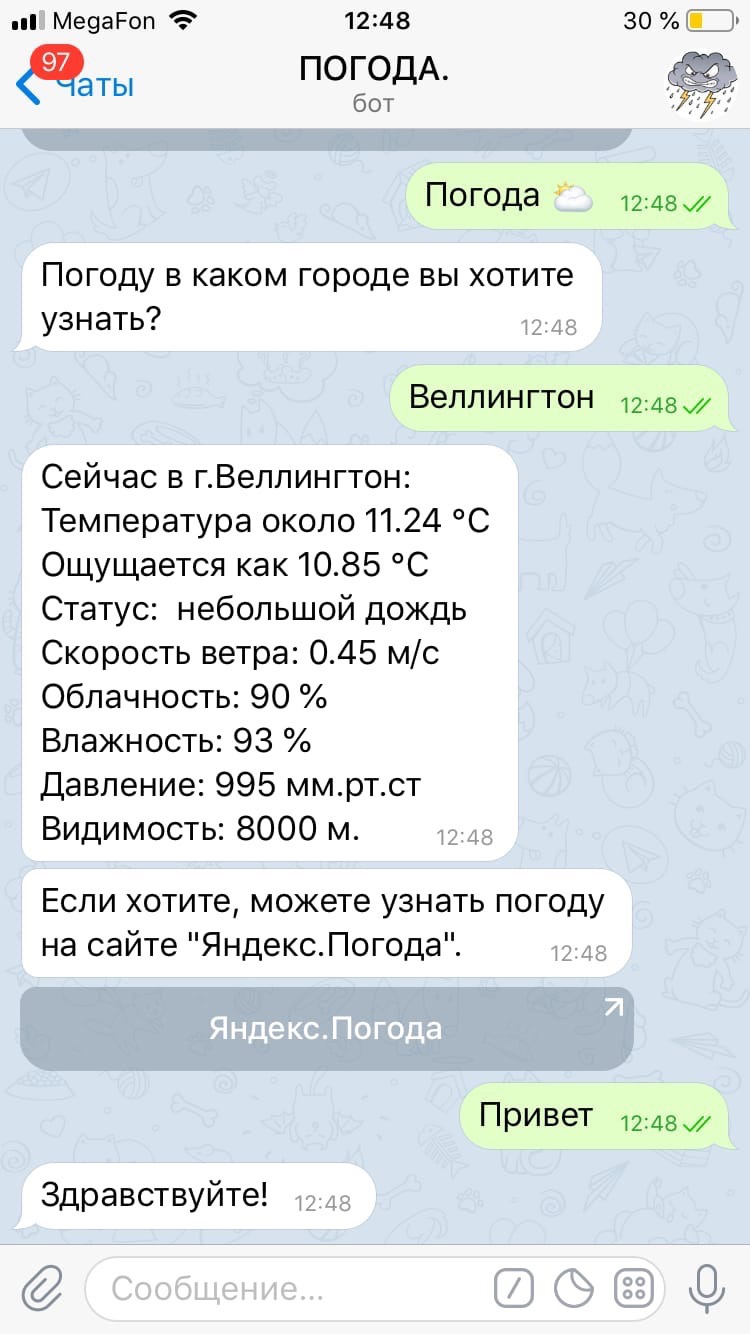 MegaFon
12:48
30 %
97
Чаты
ПОГОДА.
бот
Погода
12:48
Погоду в каком городе вы хотите
узнать?
12:48
Веллингтон
12:48
Сейчас в г.Веллингтон:
Температура около 11.24 °C
Ощущается как 10.85 °C
Статус:  небольшой дождь
Скорость ветра: 0.45 м/с
Облачность: 90 %
Влажность: 93 %
Давление: 995 мм.рт.ст
Видимость: 8000 м.
12:48
Если хотите, можете узнать погоду
на сайте "Яндекс.Погода".
12:48
Яндекс.Погода
Привет
12:48
Здравствуйте!
12:48
Сообщение...